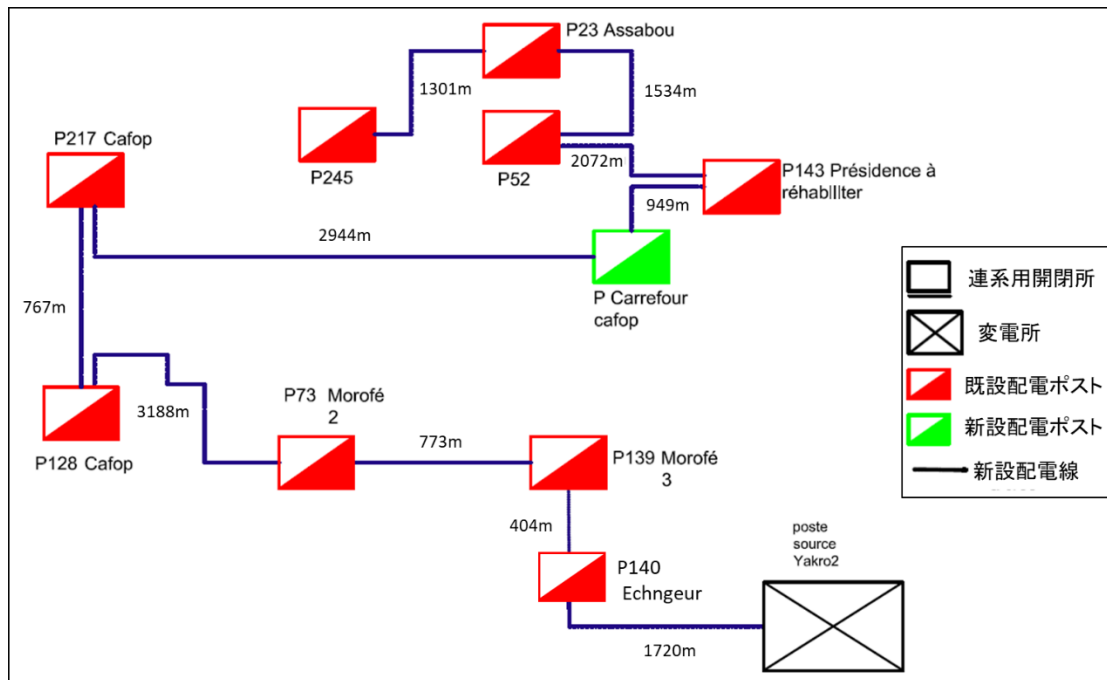 P23 Assabou
1301m
1534m
P217 Cafop
P245
P52
2072m
P143 Présidence à
réhabIlIter
949m
2944m
P Carrefour
cafop
767m
3188m
P128 Cafop
P73 Morofé
2
773m
P139 Morofé
3
404m
P140
Echngeur
poste
source
Yakro2
1720m
連系用開閉所
変電所
既設配電ポスト
新設配電ポスト
新設配電線